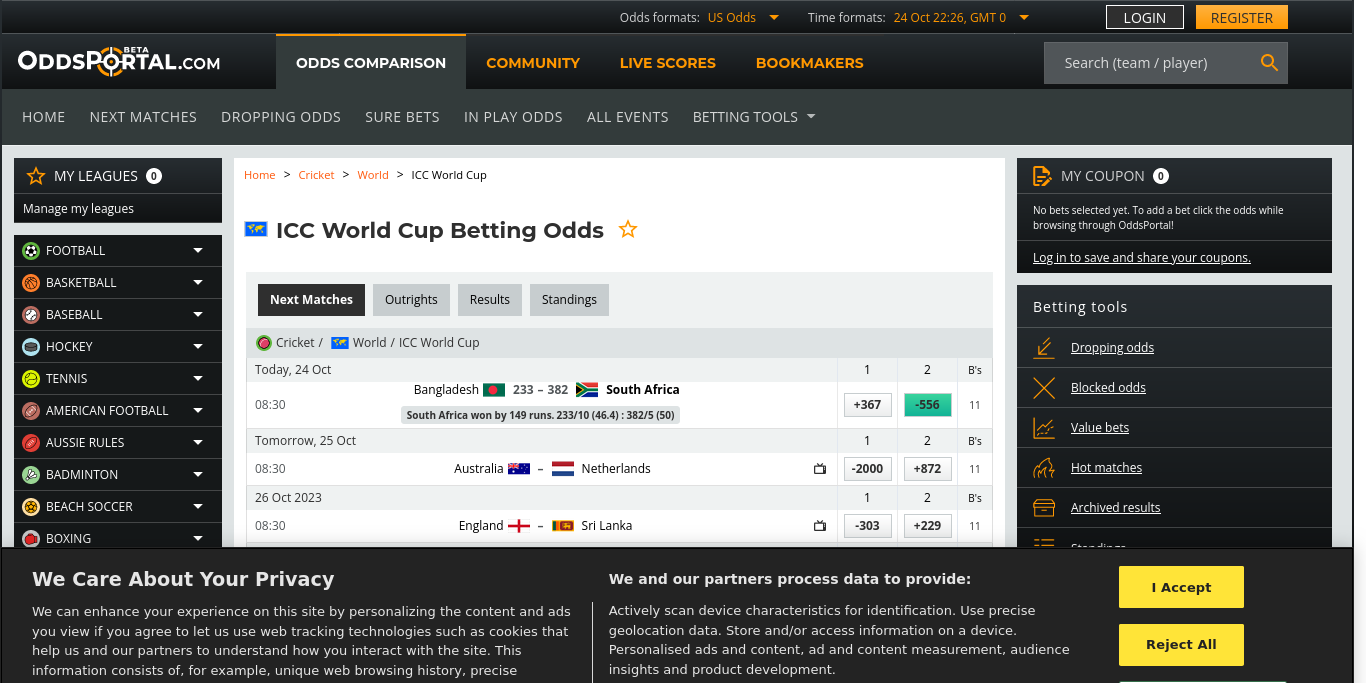 Odds formats: US Odds Time formats: 24 Oct 22:26, GMT 0 LOGIN REGISTER
ODDSPORTAL.COM BETA ODDS COMPARISON COMMUNITY LIVE SCORES BOOKMAKERS Search (team / player)
HOME NEXT MATCHES DROPPING ODDS SURE BETS IN PLAY ODDS ALL EVENTS BETTING TOOLS
MY LEAGUES 0
Manage my leagues
FOOTBALL
BASKETBALL
BASEBALL
HOCKEY
TENNIS
AMERICAN FOOTBALL
AUSSIE RULES
BADMINTON
BEACH SOCCER
BOXING
Home > Cricket > World > ICC World Cup
ICC World Cup Betting Odds
Next Matches Outrights Results Standings
Cricket / World / ICC World Cup
Today, 24 Oct 1 2 B's
Bangladesh 233 – 382 South Africa
08:30 +367 -556 11
South Africa won by 149 runs. 233/10 (46.4) : 382/5 (50)
Tomorrow, 25 Oct 1 2 B's
08:30 Australia – Netherlands -2000 +872 11
26 Oct 2023 1 2 B's
08:30 England – Sri Lanka -303 +229 11
MY COUPON 0
No bets selected yet. To add a bet click the odds while
browsing through OddsPortal!
Log in to save and share your coupons.
Betting tools
Dropping odds
Blocked odds
Value bets
Hot matches
Archived results
Standings
We Care About Your Privacy
We can enhance your experience on this site by personalizing the content and ads
you view if you agree to let us use web tracking technologies such as cookies that
help us and our partners to understand how you interact with the site. This
information consists of, for example, unique web browsing history, precise
We and our partners process data to provide:
Actively scan device characteristics for identification. Use precise
geolocation data. Store and/or access information on a device.
Personalised ads and content, ad and content measurement, audience
insights and product development.
I Accept
Reject All